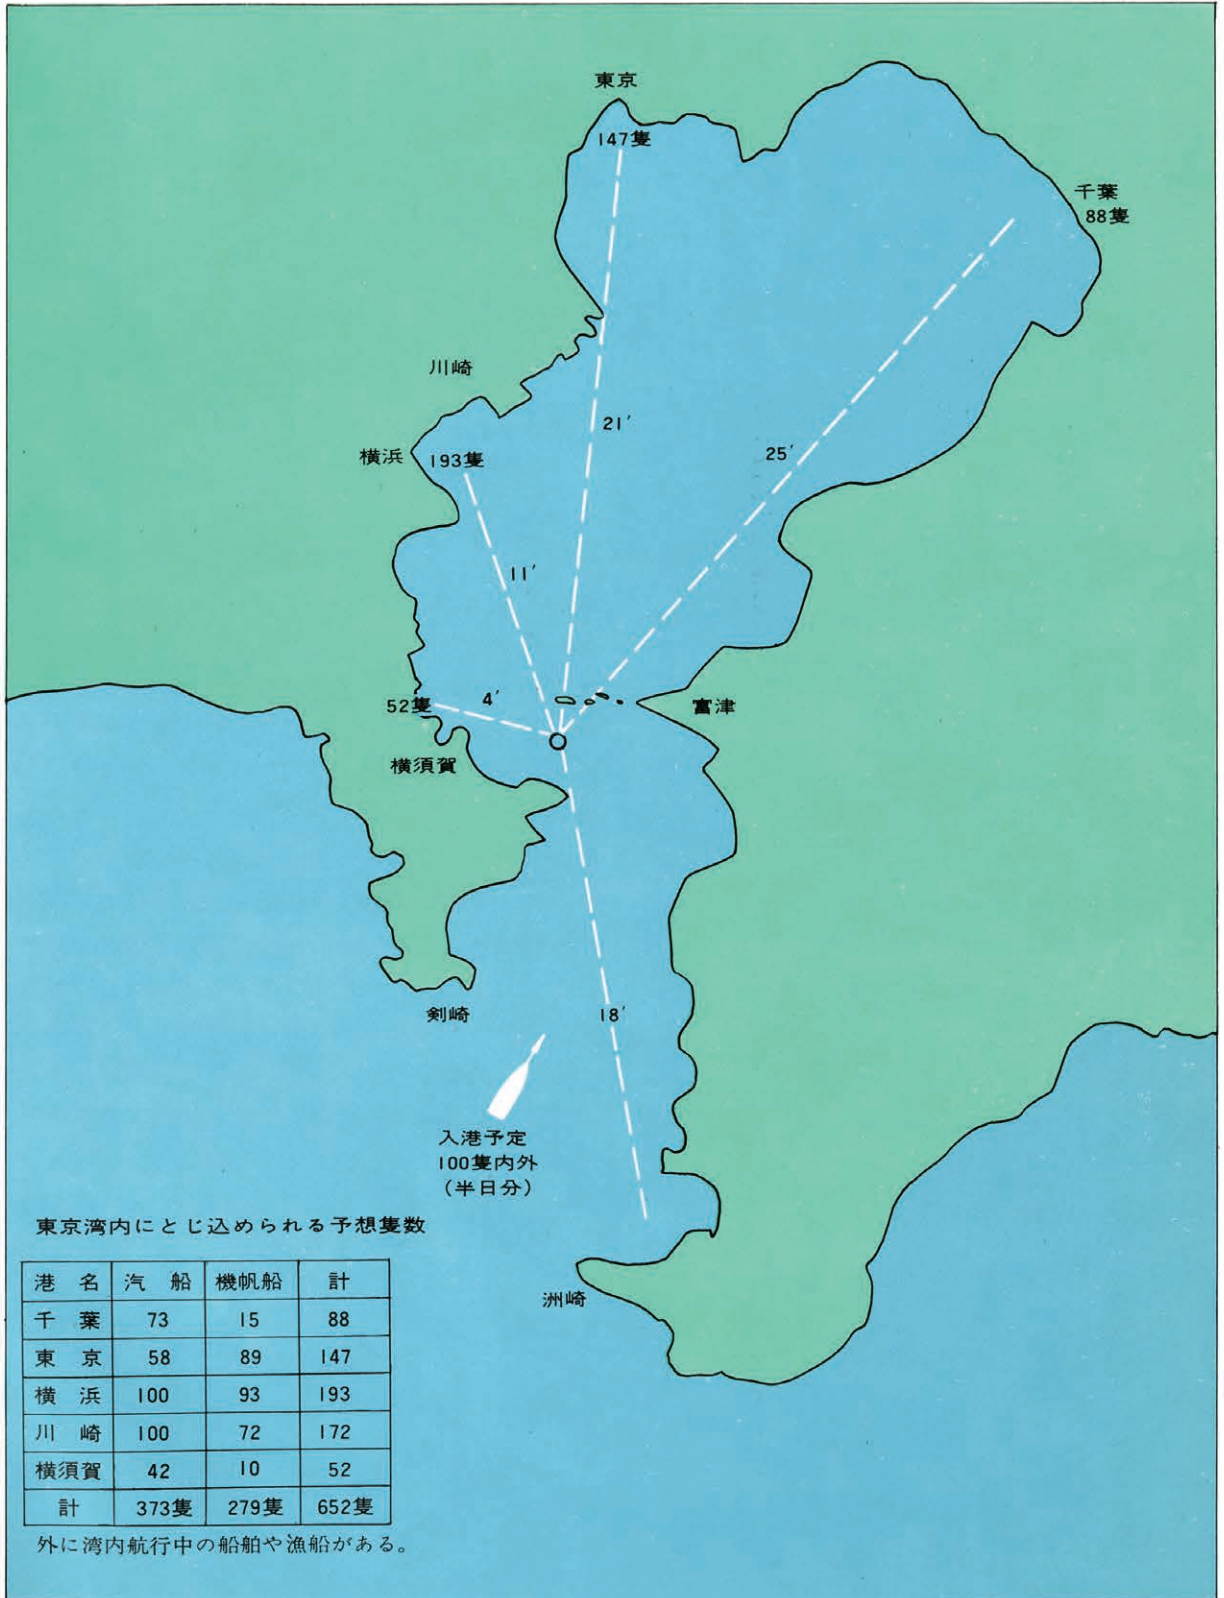 東京
147隻
千葉
88隻
川崎
21′
横浜
193隻
25′
11′
52隻
4′
富津
横須賀
剣崎
18′
入港予定
100隻内外
(半日分)
東京湾内にとじ込められる予想隻数
洲崎
港名 汽船 機帆船 計
千葉 73 15 88
東京 58 89 147
横浜 100 93 193
川崎 100 72 172
横須賀 42 10 52
計 373隻 279隻 652隻
外に湾内航行中の船舶や漁船がある。